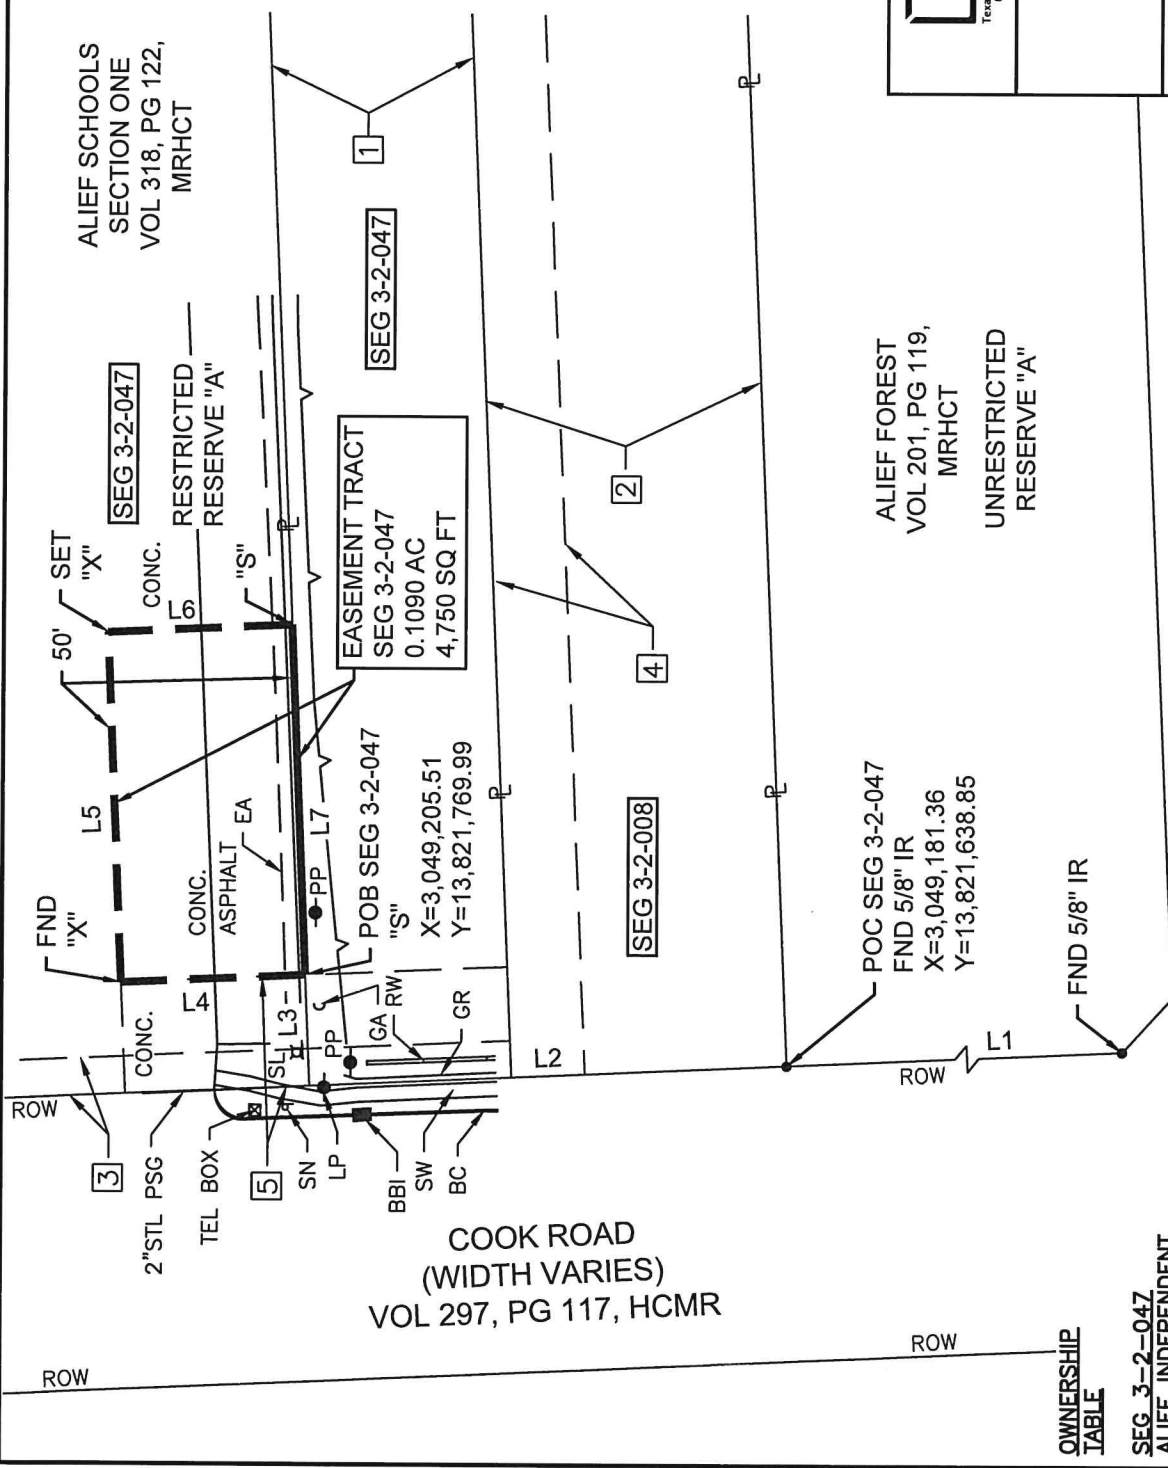 ALIEF SCHOOLS
SECTION ONE
VOL 318, PG 122,
MRHCT
Texa
1
SEG 3-2-047
SEG 3-2-047
RESTRICTED
RESERVE "A"
SET
"X"
50'
CONC.
L6
"S"
PL
EASEMENT TRACT
SEG 3-2-047
0.1090 AC
4,750 SQ FT
2
4
ALIEF FOREST
VOL 201, PG 119,
MRHCT
UNRESTRICTED
RESERVE "A"
PL
FND
"X"
L5
CONC.
ASPHALT
EA
L7
PP
POB SEG 3-2-047
"S"
X=3,049,205.51
Y=13,821,769.99
PL
SEG 3-2-008
PL
POC SEG 3-2-047
FND 5/8" IR
X=3,049,181.36
Y=13,821,638.85
FND 5/8" IR
L4
CONC.
L3
SL
PP
GA
RW
GR
L2
L1
ROW
ROW
3
2"STL PSG
TEL BOX
5
SN
LP
BBI
SW
BC
COOK ROAD
(WIDTH VARIES)
VOL 297, PG 117, HCMR
ROW
ROW
OWNERSHIP
TABLE
SEG 3-2-047
ALIEF INDEPENDENT